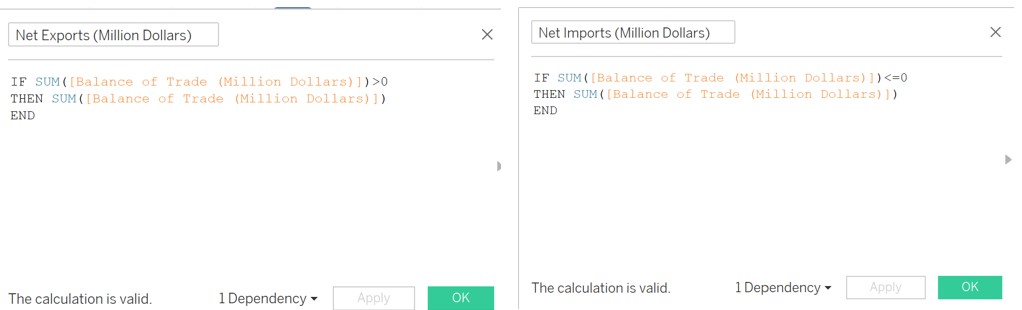 Net Exports (Million Dollars)
IF SUM([Balance of Trade (Million Dollars)])>0
THEN SUM([Balance of Trade (Million Dollars)])
END
The calculation is valid.
1 Dependency
Apply
OK
Net Imports (Million Dollars)
IF SUM([Balance of Trade (Million Dollars)])<=0
THEN SUM([Balance of Trade (Million Dollars)])
END
The calculation is valid.
1 Dependency
Apply
OK